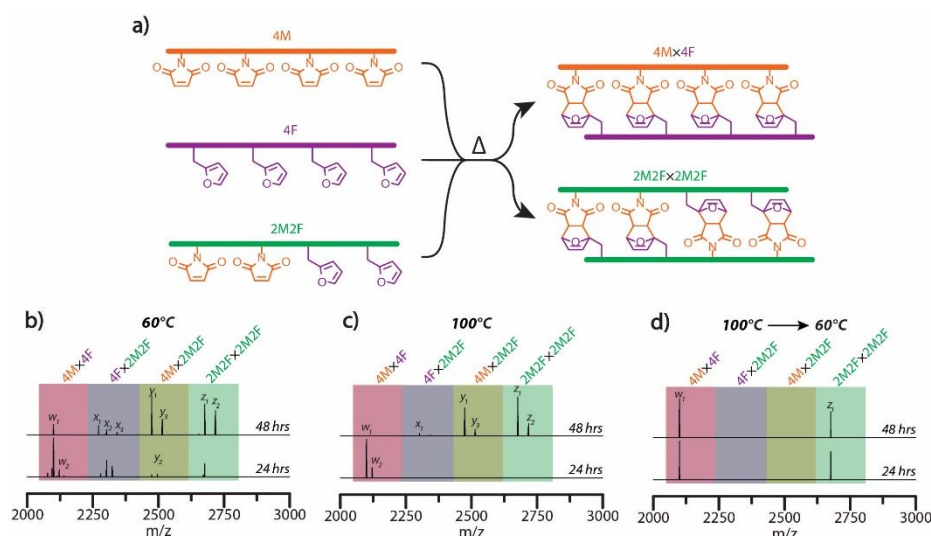 a)
4M
O N O O N O O N O O N O
4F
O O O O
2M2F
O N O O N O O O
Δ
4M×4F
N N N N
O O O O O O O O
O O O O
2M2F×2M2F
N N O O
O O O O O N O O N O
O O
b)
60°C
4M×4F
4F×2M2F
4M×2M2F
2M2F×2M2F
w1
x1
x2
x3
y1
y3
z1
z2
48 hrs
w2
y2
24 hrs
2000 2250 2500 2750 3000
m/z
c)
100°C
4M×4F
4F×2M2F
4M×2M2F
2M2F×2M2F
w1
x1
y1
y3
z1
z2
48 hrs
w2
24 hrs
2000 2250 2500 2750 3000
m/z
d)
100°C → 60°C
4M×4F
4F×2M2F
4M×2M2F
2M2F×2M2F
w1
z1
48 hrs
24 hrs
2000 2250 2500 2750 3000
m/z